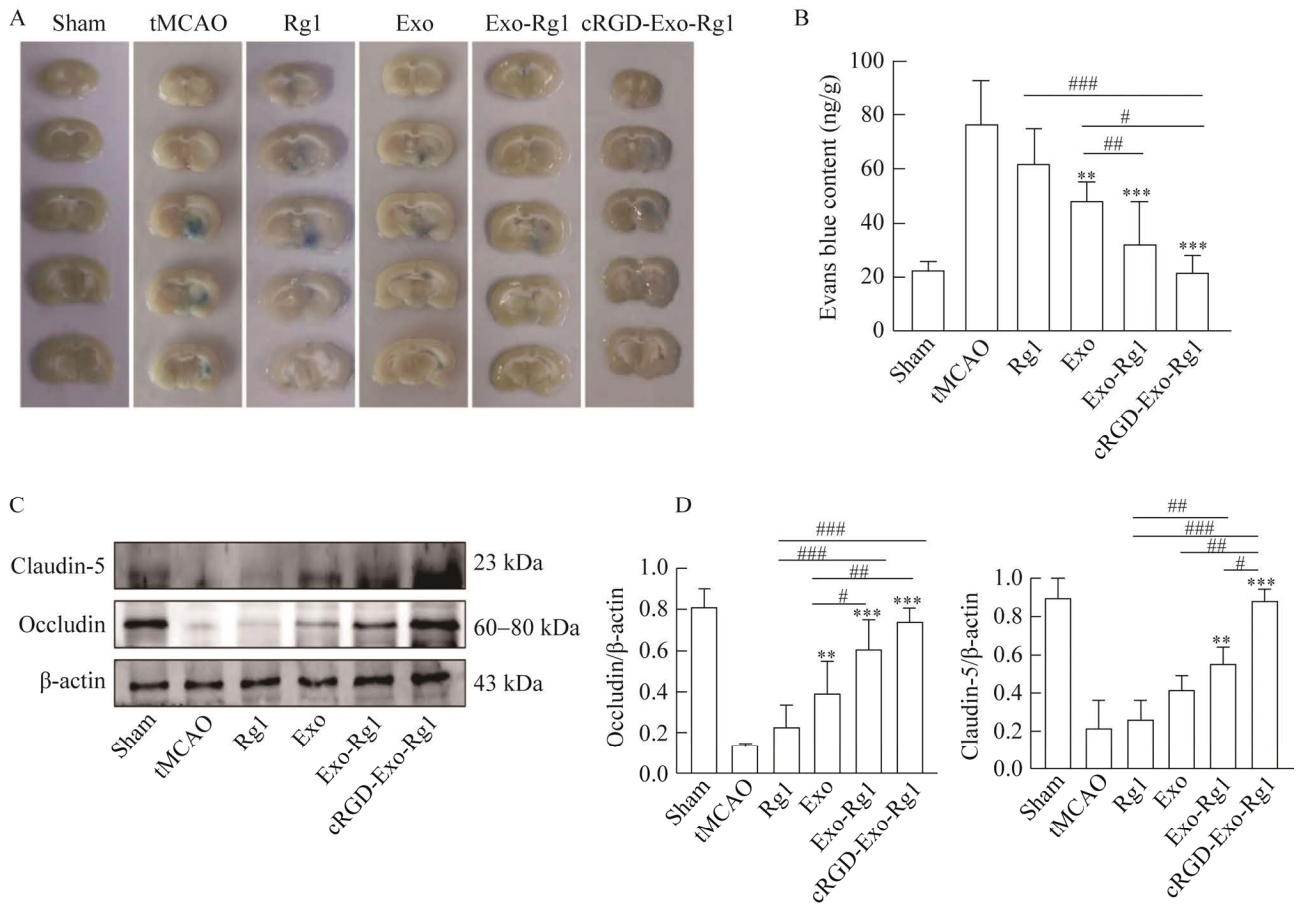 A
Sham tMCAO Rg1 Exo Exo-Rg1 cRGD-Exo-Rg1
B
Evans blue content (ng/g)
100
80
60
40
20
0
###
#
##
**
***
***
Sham
tMCAO
Rg1
Exo
Exo-Rg1
cRGD-Exo-Rg1
C
Claudin-5 23 kDa
Occludin 60–80 kDa
β-actin 43 kDa
Sham
tMCAO
Rg1
Exo
Exo-Rg1
cRGD-Exo-Rg1
D
Occludin/β-actin
1.0
0.8
0.6
0.4
0.2
0.0
###
###
##
#
**
***
***
Sham
tMCAO
Rg1
Exo
Exo-Rg1
cRGD-Exo-Rg1
Claudin-5/β-actin
1.0
0.8
0.6
0.4
0.2
0.0
##
###
##
#
**
***
Sham
tMCAO
Rg1
Exo
Exo-Rg1
cRGD-Exo-Rg1